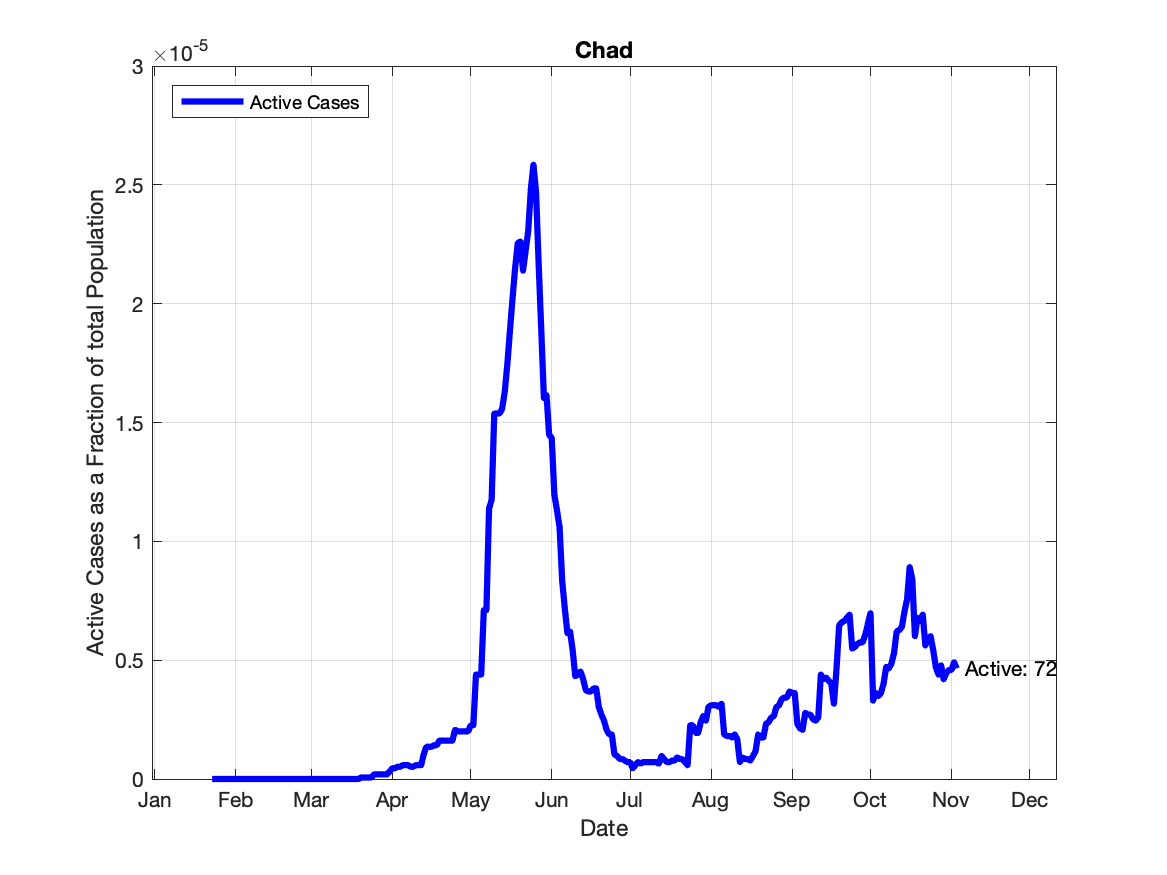 Chad
×10-5
Active Cases
3
2.5
2
1.5
1
0.5
0
Active Cases as a Fraction of total Population
Active: 72
Jan Feb Mar Apr May Jun Jul Aug Sep Oct Nov Dec
Date